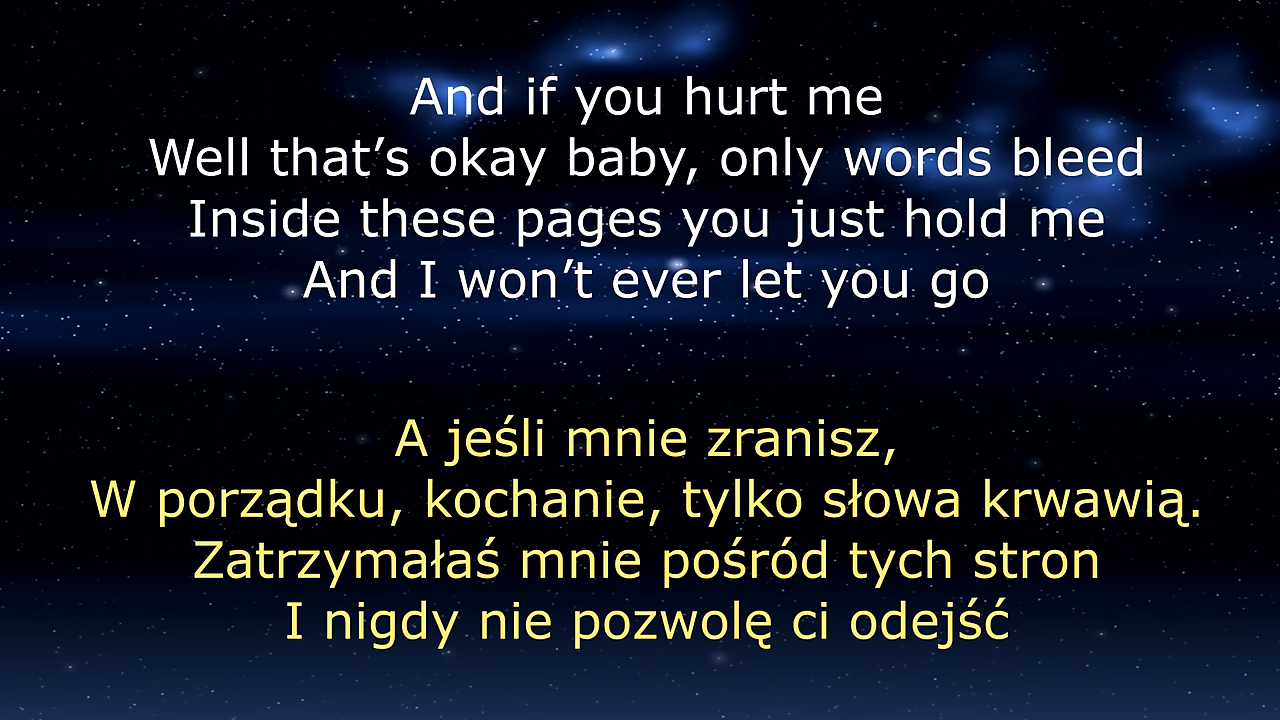 And if you hurt me
Well that’s okay baby, only words bleed
Inside these pages you just hold me
And I won’t ever let you go
A jeśli mnie zranisz,
W porządku, kochanie, tylko słowa krwawią.
Zatrzymałaś mnie pośród tych stron
I nigdy nie pozwolę ci odejść